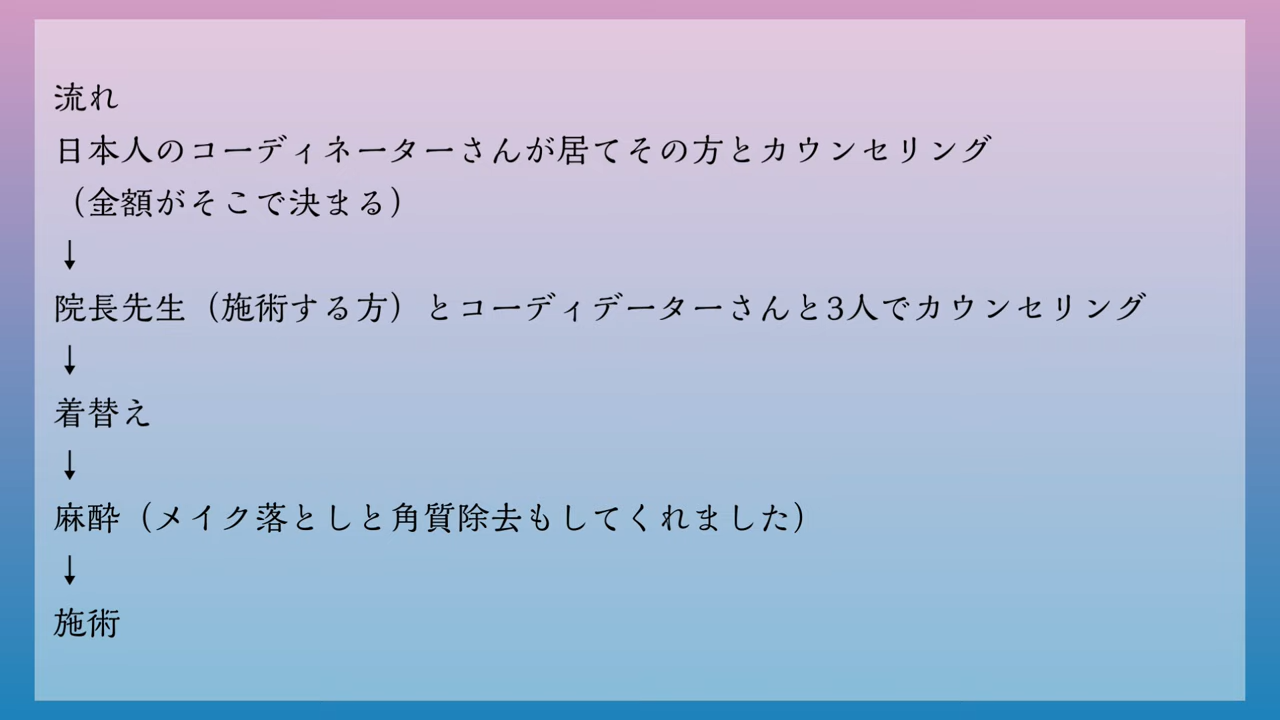 流れ
日本人のコーディネーターさんが居てその方とカウンセリング
（金額がそこで決まる）
↓
院長先生（施術する方）とコーディデーターさんと3人でカウンセリング
↓
着替え
↓
麻酔（メイク落としと角質除去もしてくれました）
↓
施術